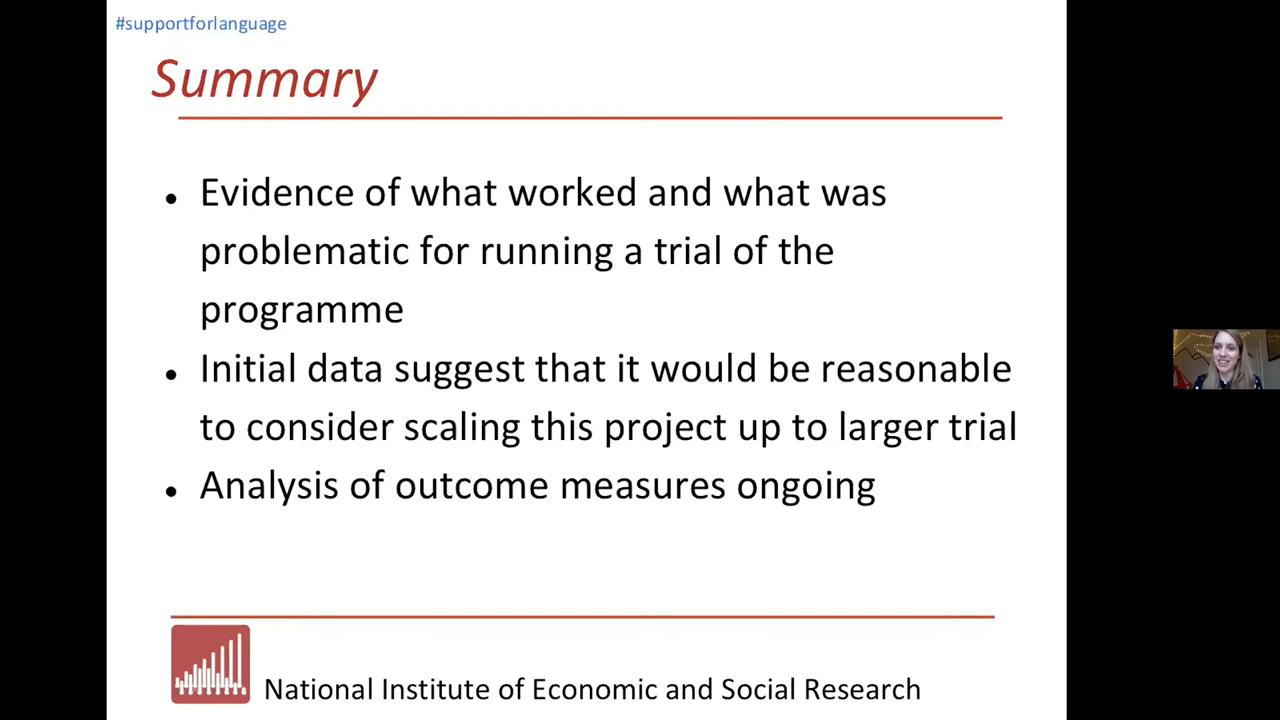 #supportforlanguage
Summary
• Evidence of what worked and what was
problematic for running a trial of the
programme
• Initial data suggest that it would be reasonable
to consider scaling this project up to larger trial
• Analysis of outcome measures ongoing
National Institute of Economic and Social Research